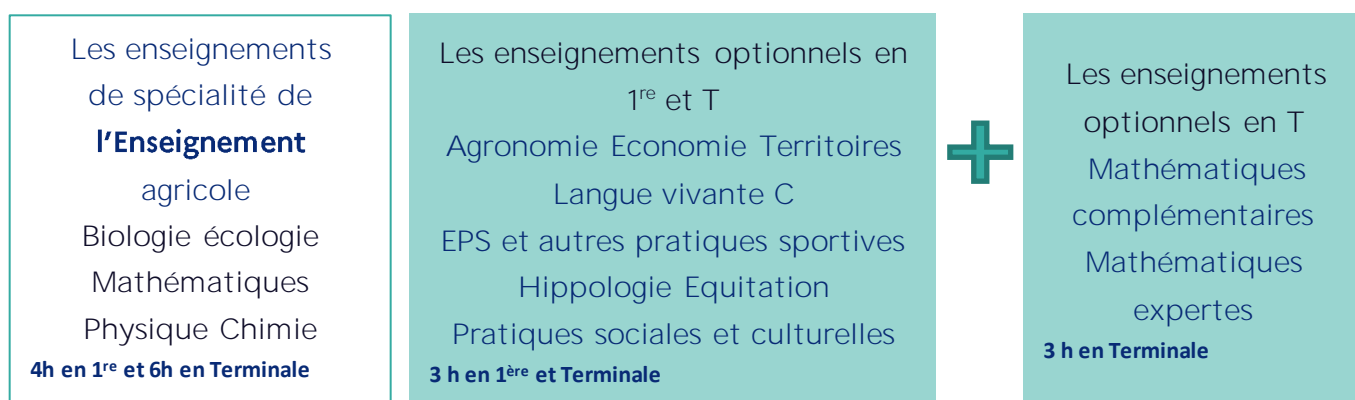 Les enseignements
de spécialité de
l'Enseignement
agricole
Biologie écologie
Mathématiques
Physique Chimie
4h en 1re et 6h en Terminale
Les enseignements optionnels en
1re et T
Agronomie Economie Territoires
Langue vivante C
EPS et autres pratiques sportives
Hippologie Equitation
Pratiques sociales et culturelles
3 h en 1ère et Terminale
Les enseignements
optionnels en T
Mathématiques
complémentaires
Mathématiques
expertes
3 h en Terminale